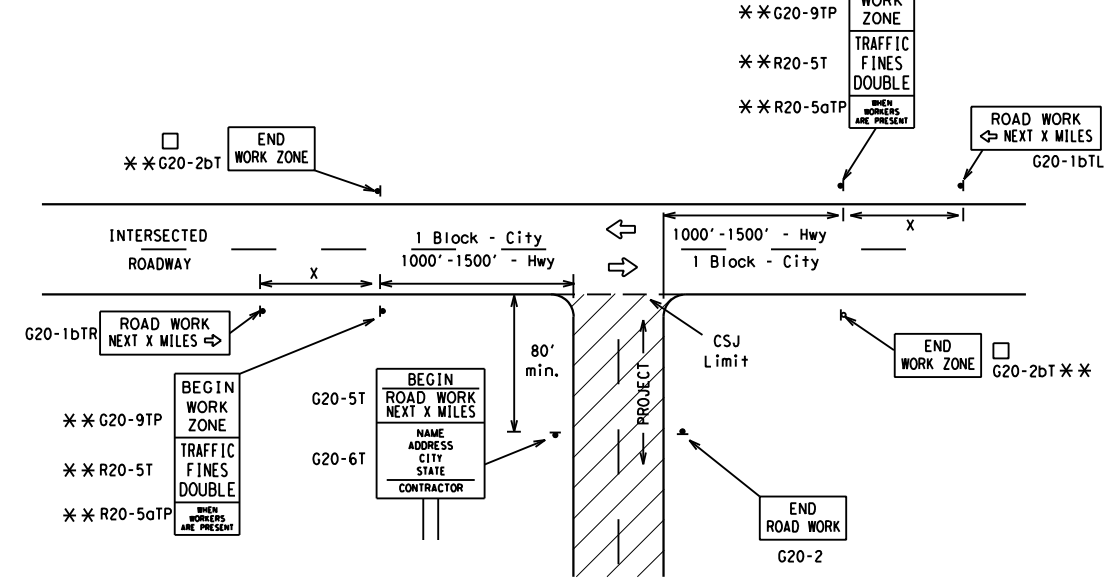 WORK
ZONE
✶✶G20-9TP
TRAFFIC
FINES
DOUBLE
✶✶R20-5T
WHEN
WORKERS
ARE PRESENT
✶✶R20-5aTP
ROAD WORK
⇦ NEXT X MILES
G20-1bTL
□
✶✶G20-2bT
END
WORK ZONE
INTERSECTED
ROADWAY
X
1 Block - City
1000'-1500' - Hwy
1000'-1500' - Hwy
1 Block - City
X
G20-1bTR
ROAD WORK
NEXT X MILES ⇨
80'
min.
PROJECT
CSJ
Limit
END
WORK ZONE
□
G20-2bT ✶✶
BEGIN
WORK
ZONE
✶✶G20-9TP
TRAFFIC
FINES
DOUBLE
✶✶R20-5T
WHEN
WORKERS
ARE PRESENT
✶✶R20-5aTP
G20-5T
BEGIN
ROAD WORK
NEXT X MILES
G20-6T
NAME
ADDRESS
CITY
STATE
CONTRACTOR
END
ROAD WORK
G20-2